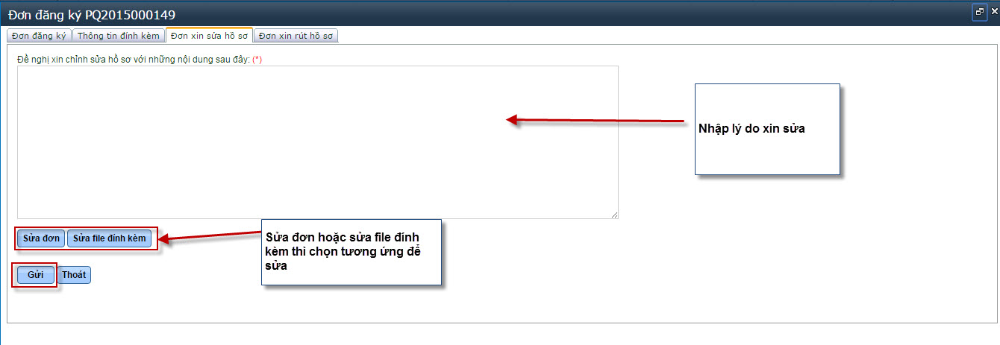 Đơn đăng ký PQ2015000149
Đơn đăng ký Thông tin đính kèm Đơn xin sửa hồ sơ Đơn xin rút hồ sơ
Đề nghị xin chỉnh sửa hồ sơ với những nội dung sau đây: (*)
Nhập lý do xin sửa
Sửa đơn Sửa file đính kèm
Sửa đơn hoặc sửa file đính
kèm thì chọn tương ứng để
sửa
Gửi Thoát